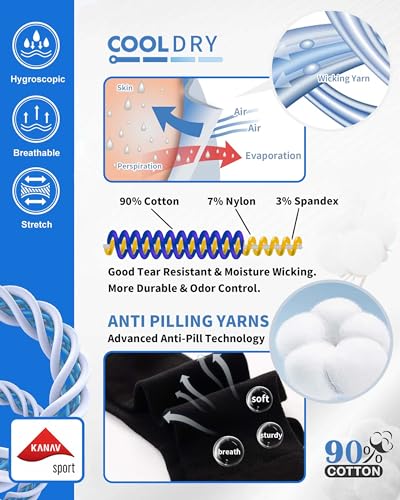 COOLDRY
Hygroscopic
Breathable
Stretch
Skin
Air
Air
Perspiration
Evaporation
Wicking Yarn
90% Cotton 7% Nylon 3% Spandex
Good Tear Resistant & Moisture Wicking.
More Durable & Odor Control.
ANTI PILLING YARNS
Advanced Anti-Pill Technology
soft
sturdy
breath
KANAV
sport
90%
COTTON